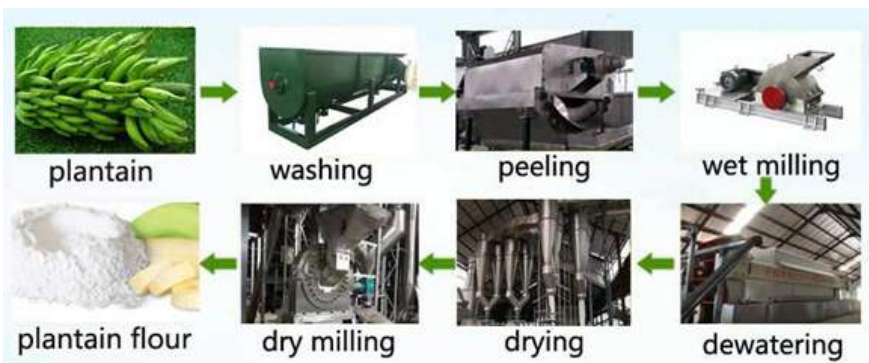 plantain
washing
peeling
wet milling
dewatering
drying
dry milling
plantain flour